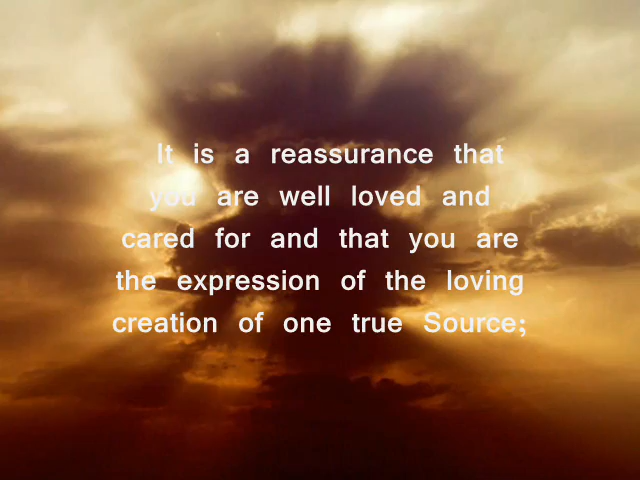 It is a reassurance that
you are well loved and
cared for and that you are
the expression of the loving
creation of one true Source;